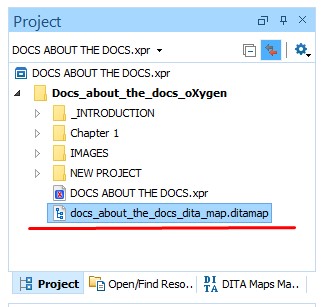 Project
DOCS ABOUT THE DOCS.xpr
DOCS ABOUT THE DOCS.xpr
Docs_about_the_docs_oXygen
_INTRODUCTION
Chapter 1
IMAGES
NEW PROJECT
DOCS ABOUT THE DOCS.xpr
docs_about_the_docs_dita_map.ditamap
Project Open/Find Reso.. DITA DITA Maps Ma..